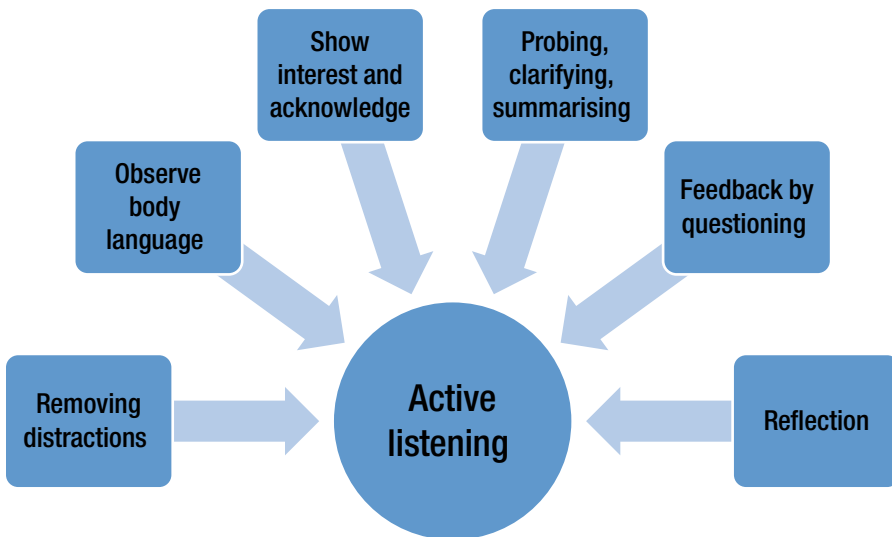 Show
interest and
acknowledge
Probing,
clarifying,
summarising
Observe
body
language
Feedback by
questioning
Removing
distractions
Active
listening
Reflection